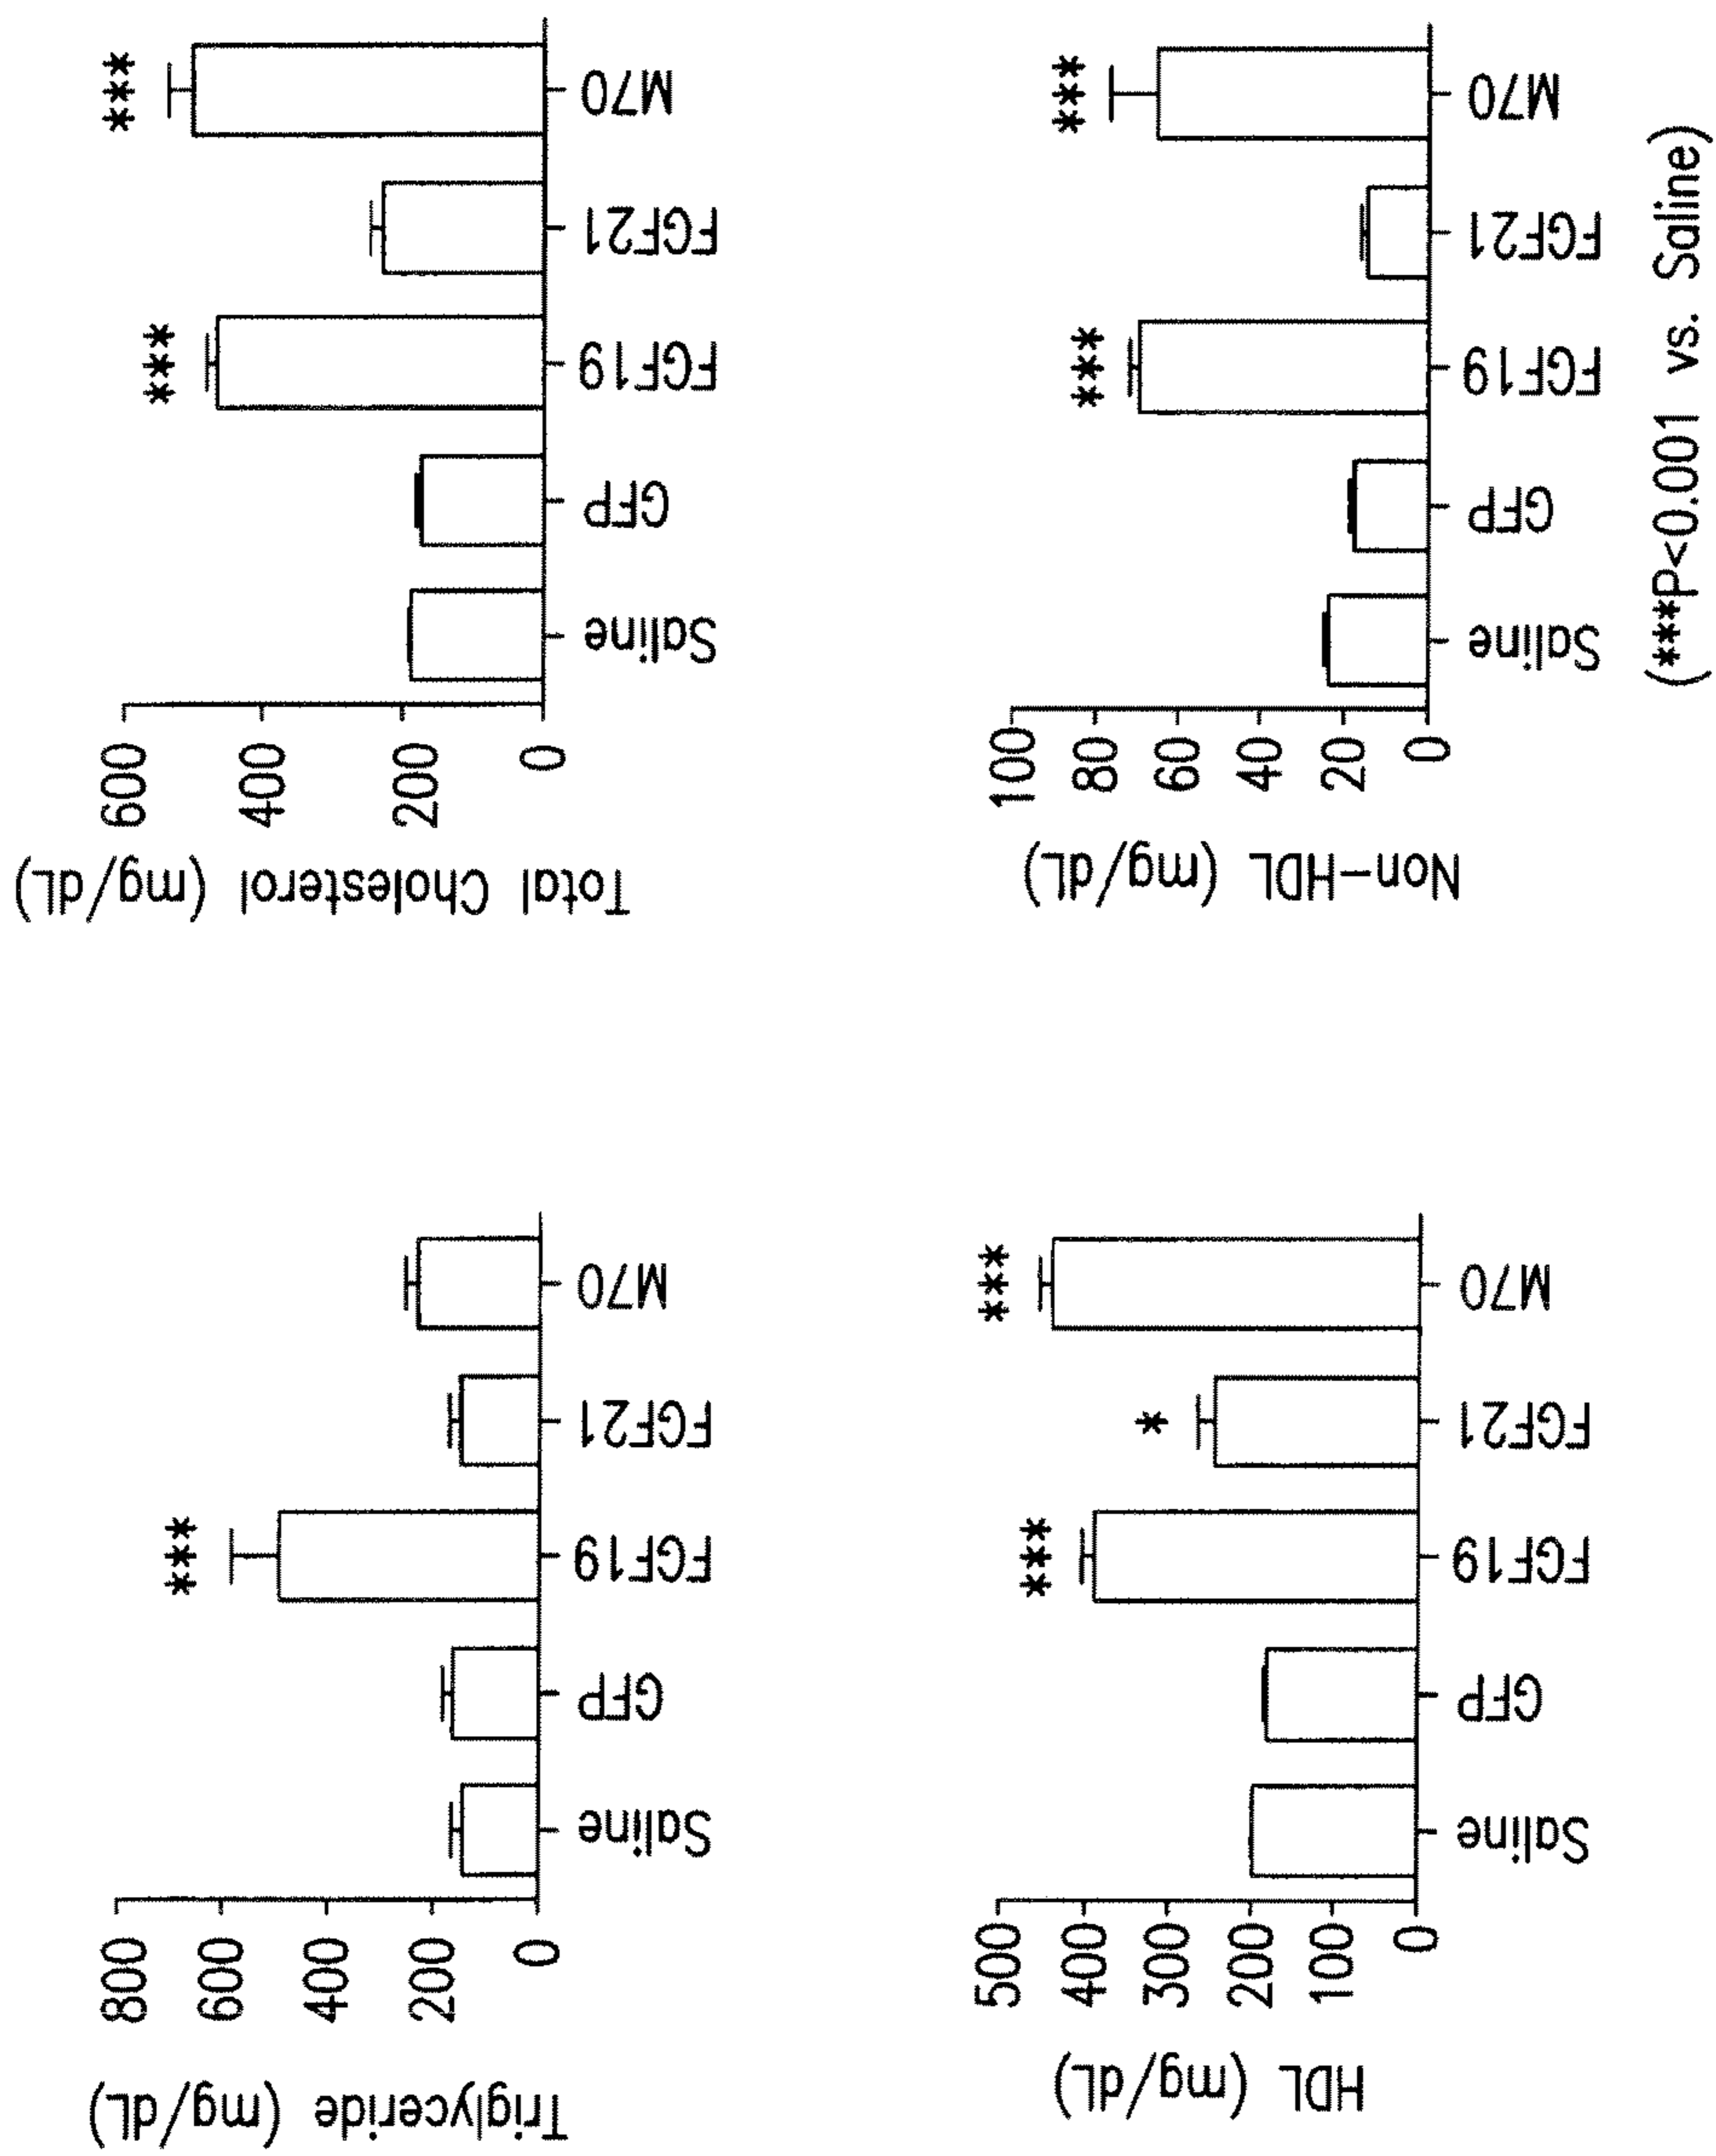 Triglyceride (mg/dL)
800
600
400
200
0
Saline
GFP
FGF19
FGF21
M70
***
Total Cholesterol (mg/dL)
600
400
200
0
Saline
GFP
FGF19
FGF21
M70
***
***
HDL (mg/dL)
500
400
300
200
100
0
Saline
GFP
FGF19
FGF21
M70
***
*
***
Non-HDL (mg/dL)
100
80
60
40
20
0
Saline
GFP
FGF19
FGF21
M70
***
***
(***P<0.001 vs. Saline)